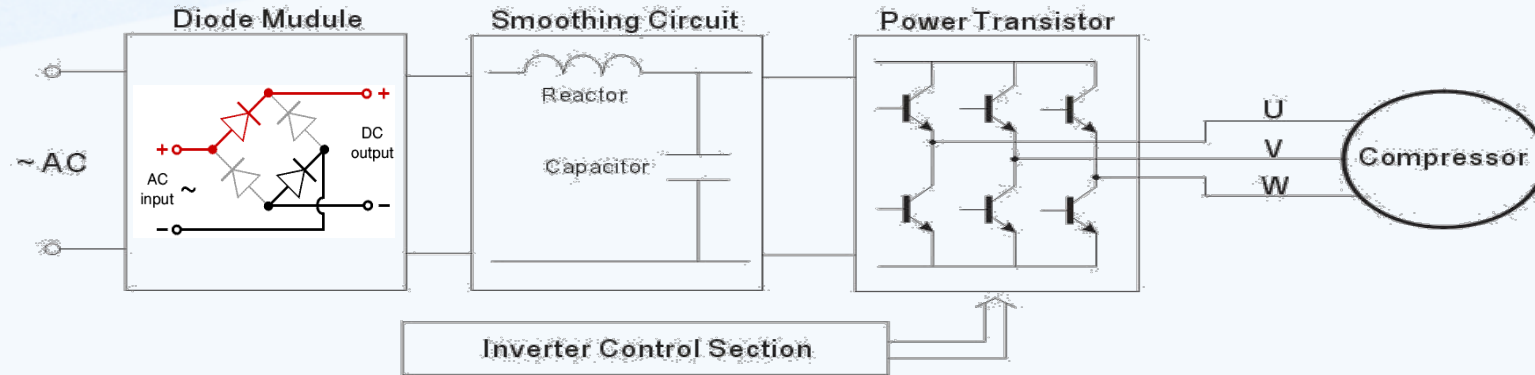 Diode Mudule
Smoothing Circuit
Power Transistor
~ AC
+
+
DC
output
AC
input ~
−
−
Reactor
Capacitor
U
V
W
Compressor
Inverter Control Section